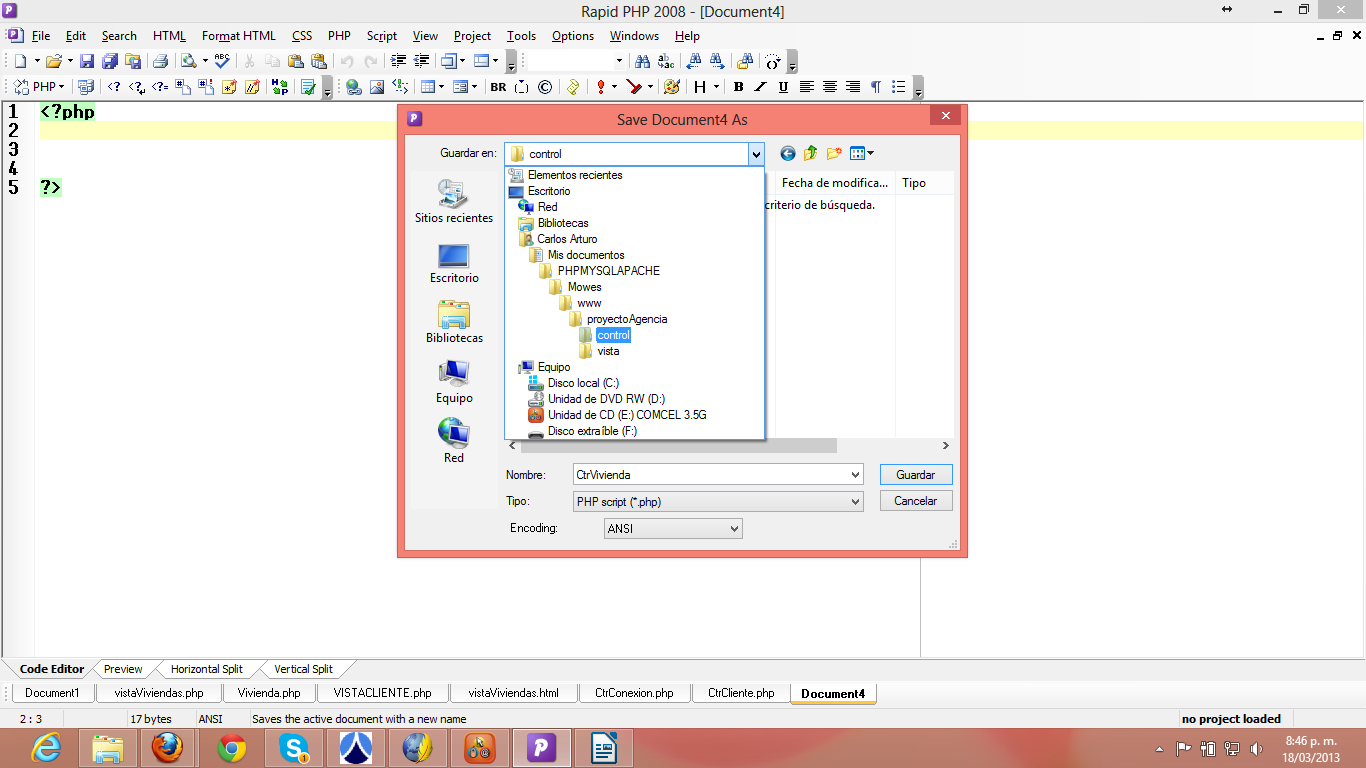 Rapid PHP 2008 - [Document4]
File Edit Search HTML Format HTML CSS PHP Script View Project Tools Options Windows Help
PHP BR H B I U
1 <?php
2
3
4
5 ?>
Save Document4 As
Guardar en: control
Fecha de modifica... Tipo
criterio de búsqueda.
Elementos recientes
Escritorio
Red
Bibliotecas
Carlos Arturo
Mis documentos
PHPMYSQLAPACHE
Mowes
www
proyectoAgencia
control
vista
Equipo
Disco local (C:)
Unidad de DVD RW (D:)
Unidad de CD (E:) COMCEL 3.5G
Disco extraíble (F:)
Sitios recientes
Escritorio
Bibliotecas
Equipo
Red
Nombre: CtrVivienda Guardar
Tipo: PHP script (*.php) Cancelar
Encoding: ANSI
Code Editor Preview Horizontal Split Vertical Split
Document1 vistaViviendas.php Vivienda.php VISTACLIENTE.php vistaViviendas.html CtrConexion.php CtrCliente.php Document4
2 : 3 17 bytes ANSI Saves the active document with a new name no project loaded
8:46 p. m.
18/03/2013